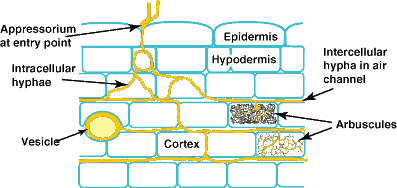 Appressorium
at entry point
Epidermis
Hypodermis
Intercellular
hypha in air
channel
Intracellular
hyphae
Arbuscules
Vesicle
Cortex